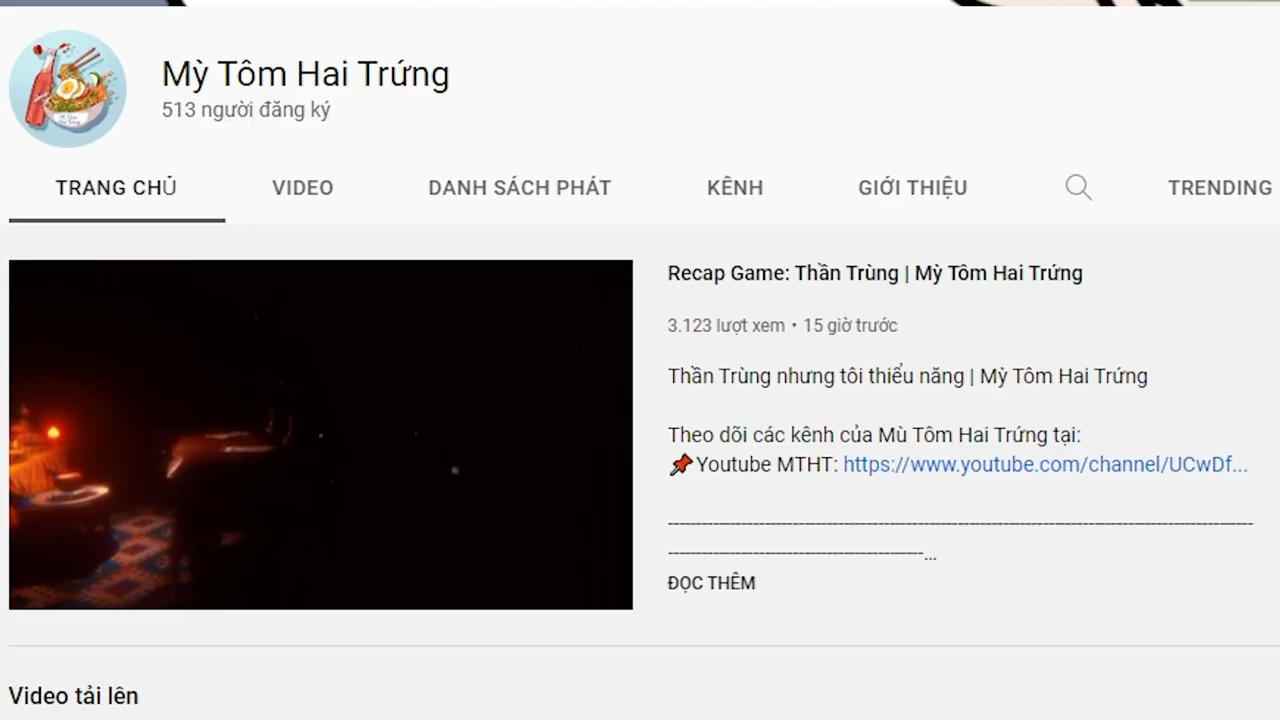 Mỳ Tôm Hai Trứng
513 người đăng ký
TRANG CHỦ
VIDEO
DANH SÁCH PHÁT
KÊNH
GIỚI THIỆU
TRENDING
Recap Game: Thần Trùng | Mỳ Tôm Hai Trứng
3.123 lượt xem • 15 giờ trước
Thần Trùng nhưng tôi thiểu năng | Mỳ Tôm Hai Trứng
Theo dõi các kênh của Mù Tôm Hai Trứng tại:
📌Youtube MTHT: https://www.youtube.com/channel/UCwDf...
ĐỌC THÊM
Video tải lên